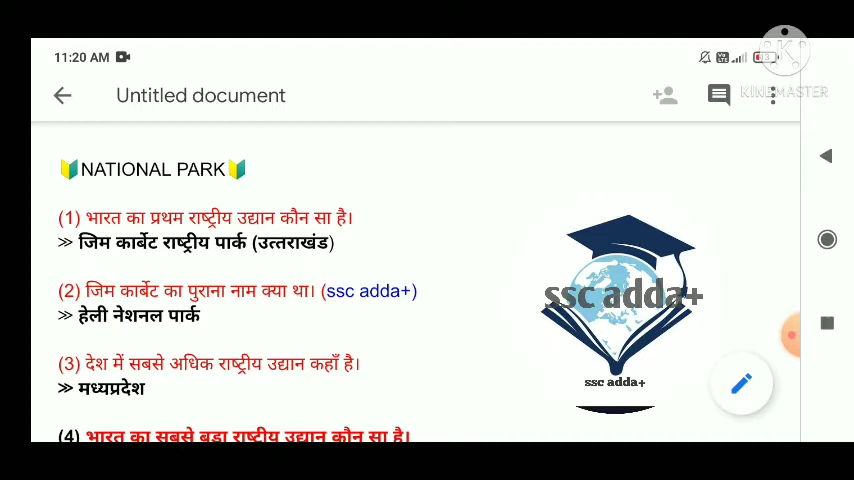 11:20 AM
KINEMASTER
Untitled document
🔰NATIONAL PARK🔰
(1) भारत का प्रथम राष्ट्रीय उद्यान कौन सा है।
>> जिम कार्बेट राष्ट्रीय पार्क (उत्तराखंड)
(2) जिम कार्बेट का पुराना नाम क्या था। (ssc adda+)
>> हेली नेशनल पार्क
(3) देश में सबसे अधिक राष्ट्रीय उद्यान कहाँ है।
>> मध्यप्रदेश
(4) भारत का सबसे बड़ा राष्ट्रीय उद्यान कौन सा है।
ssc adda+
ssc adda+